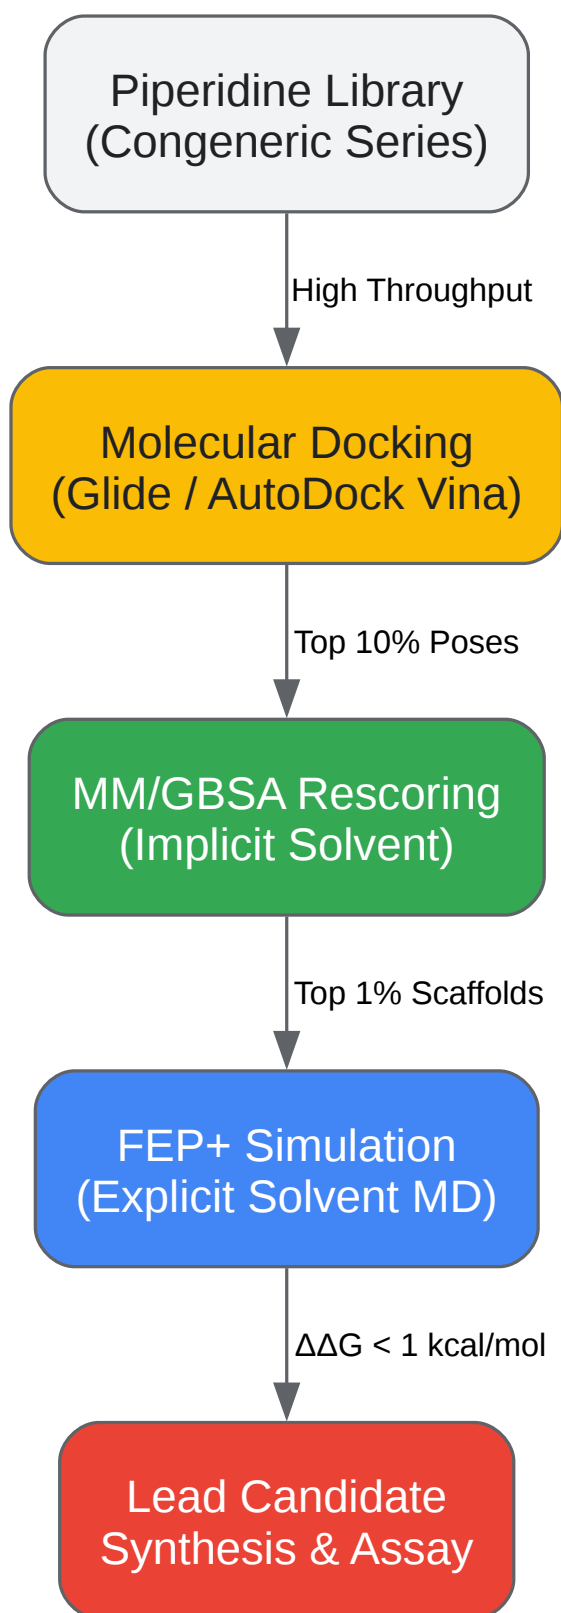 Piperidine Library
(Congeneric Series)
High Throughput
Molecular Docking
(Glide / AutoDock Vina)
Top 10% Poses
MM/GBSA Rescoring
(Implicit Solvent)
Top 1% Scaffolds
FEP+ Simulation
(Explicit Solvent MD)
ΔΔG < 1 kcal/mol
Lead Candidate
Synthesis & Assay